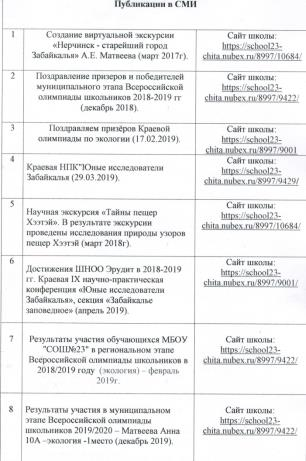 Публикации в СМИ
1
Создание виртуальной экскурсии
«Нерчинск - старейший город
Забайкалья» А.Е. Матвеева (март 2017г).
Сайт школы:
https://school23-
chita.nubex.ru/8997/10684/
2
Поздравление призеров и победителей
муниципального этапа Всероссийской
олимпиады школьников 2018-2019 гг
(декабрь 2018).
Сайт школы:
https://school23-
chita.nubex.ru/8997/9422/
3
Поздравляем призёров Краевой
олимпиады по экологии (17.02.2019).
Сайт школы:
https://school23-
chita.nubex.ru/8997/9001
4
Краевая НПК"Юные исследователи
Забайкалья (29.03.2019).
Сайт школы:
https://school23-
chita.nubex.ru/8997/9429/
5
Научная экскурсия «Тайны пещер
Хээтэй». В результате экскурсии
проведены исследования природы узоров
пещер Хээтэй (март 2018г).
Сайт школы:
https://school23-
chita.nubex.ru/8997/10684/
6
Достижения ШНОО Эрудит в 2018-2019
гг. Краевая IX научно-практическая
конференция «Юные исследователи
Забайкалья», секция «Забайкалье
заповедное» (апрель 2019).
Сайт школы:
https://school23-
chita.nubex.ru/8997/9001/
7
Результаты участия обучающихся МБОУ
"СОШ№23" в региональном этапе
Всероссийской олимпиады школьников в
2018/2019 году (экология) – февраль
2019г.
Сайт школы:
https://school23-
chita.nubex.ru/8997/9422/
8
Результаты участия в муниципальном
этапе Всероссийской олимпиады
школьников 2019/2020 – Матвеева Анна
10А –экология -1место (декабрь 2019).
Сайт школы:
https://school23-
chita.nubex.ru/8997/9422/